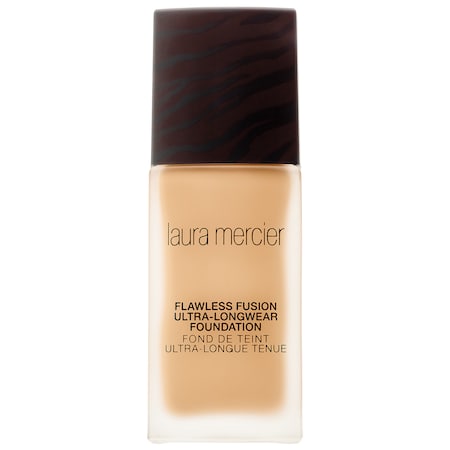 laura mercier
FLAWLESS FUSION
ULTRA-LONGWEAR
FOUNDATION
FOND DE TEINT
ULTRA-LONGUE TENUE